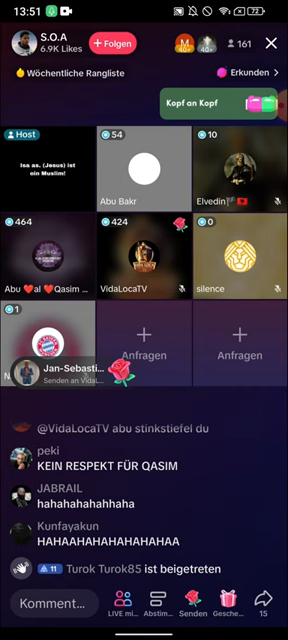 13:51
72
S.O.A
6.9K Likes
+ Folgen
40+
40+
161
Wöchentliche Rangliste
Erkunden >
Kopf an Kopf
Host
Isa as. (Jesus) ist
ein Muslim!
54
Abu Bakr
10
Elvedin
464
Abu ❤️al ❤️Qasim ...
424
VidaLocaTV
0
silence
1
Anfragen
Anfragen
Jan-Sebasti...
Senden an VidaL...
@VidaLocaTV abu stinkstiefel du
peki
KEIN RESPEKT FÜR QASIM
JABRAIL
hahahahahahhaha
Kunfayakun
HAHAAHAHAHAHAHAHAA
11 Turok Turok85 ist beigetreten
Komment...
LIVE mi...
Abstim...
Senden
Gesche...
15